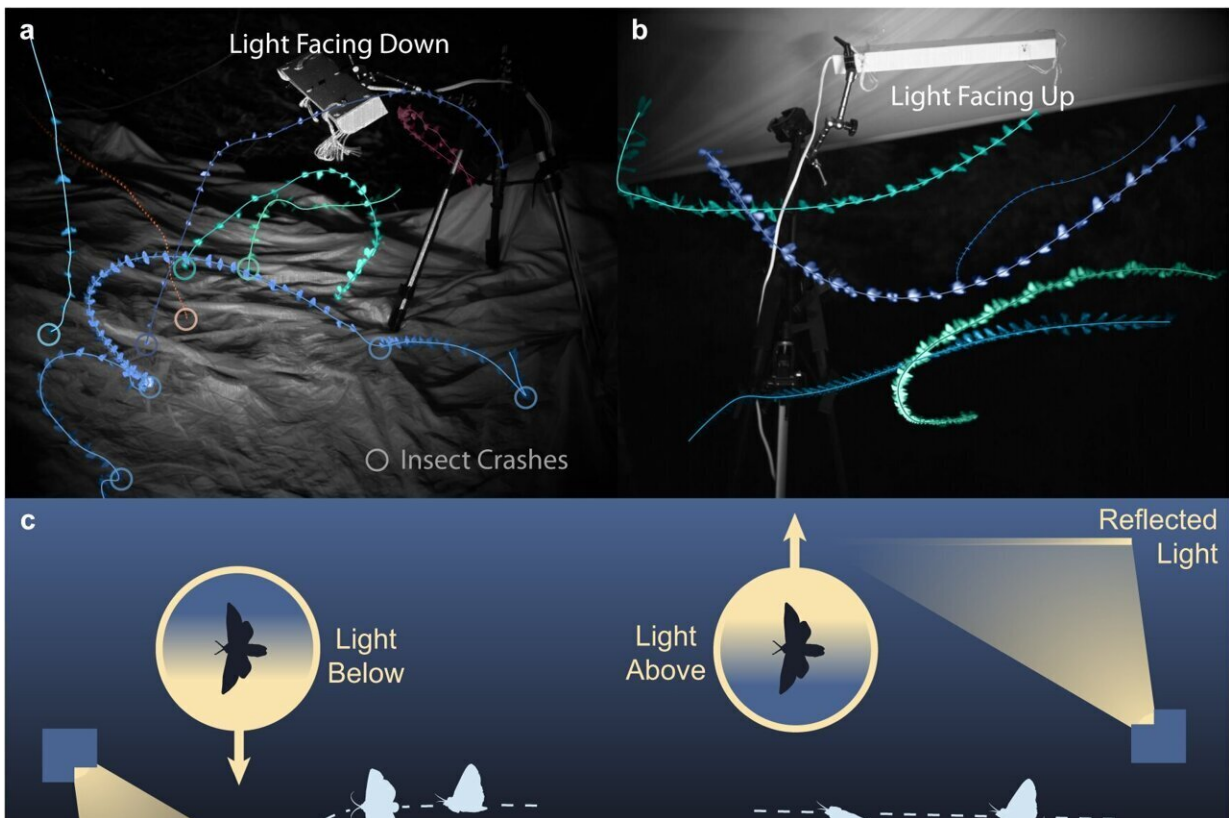 a
Light Facing Down
Insect Crashes
b
Light Facing Up
c
Light
Below
Light
Above
Reflected
Light